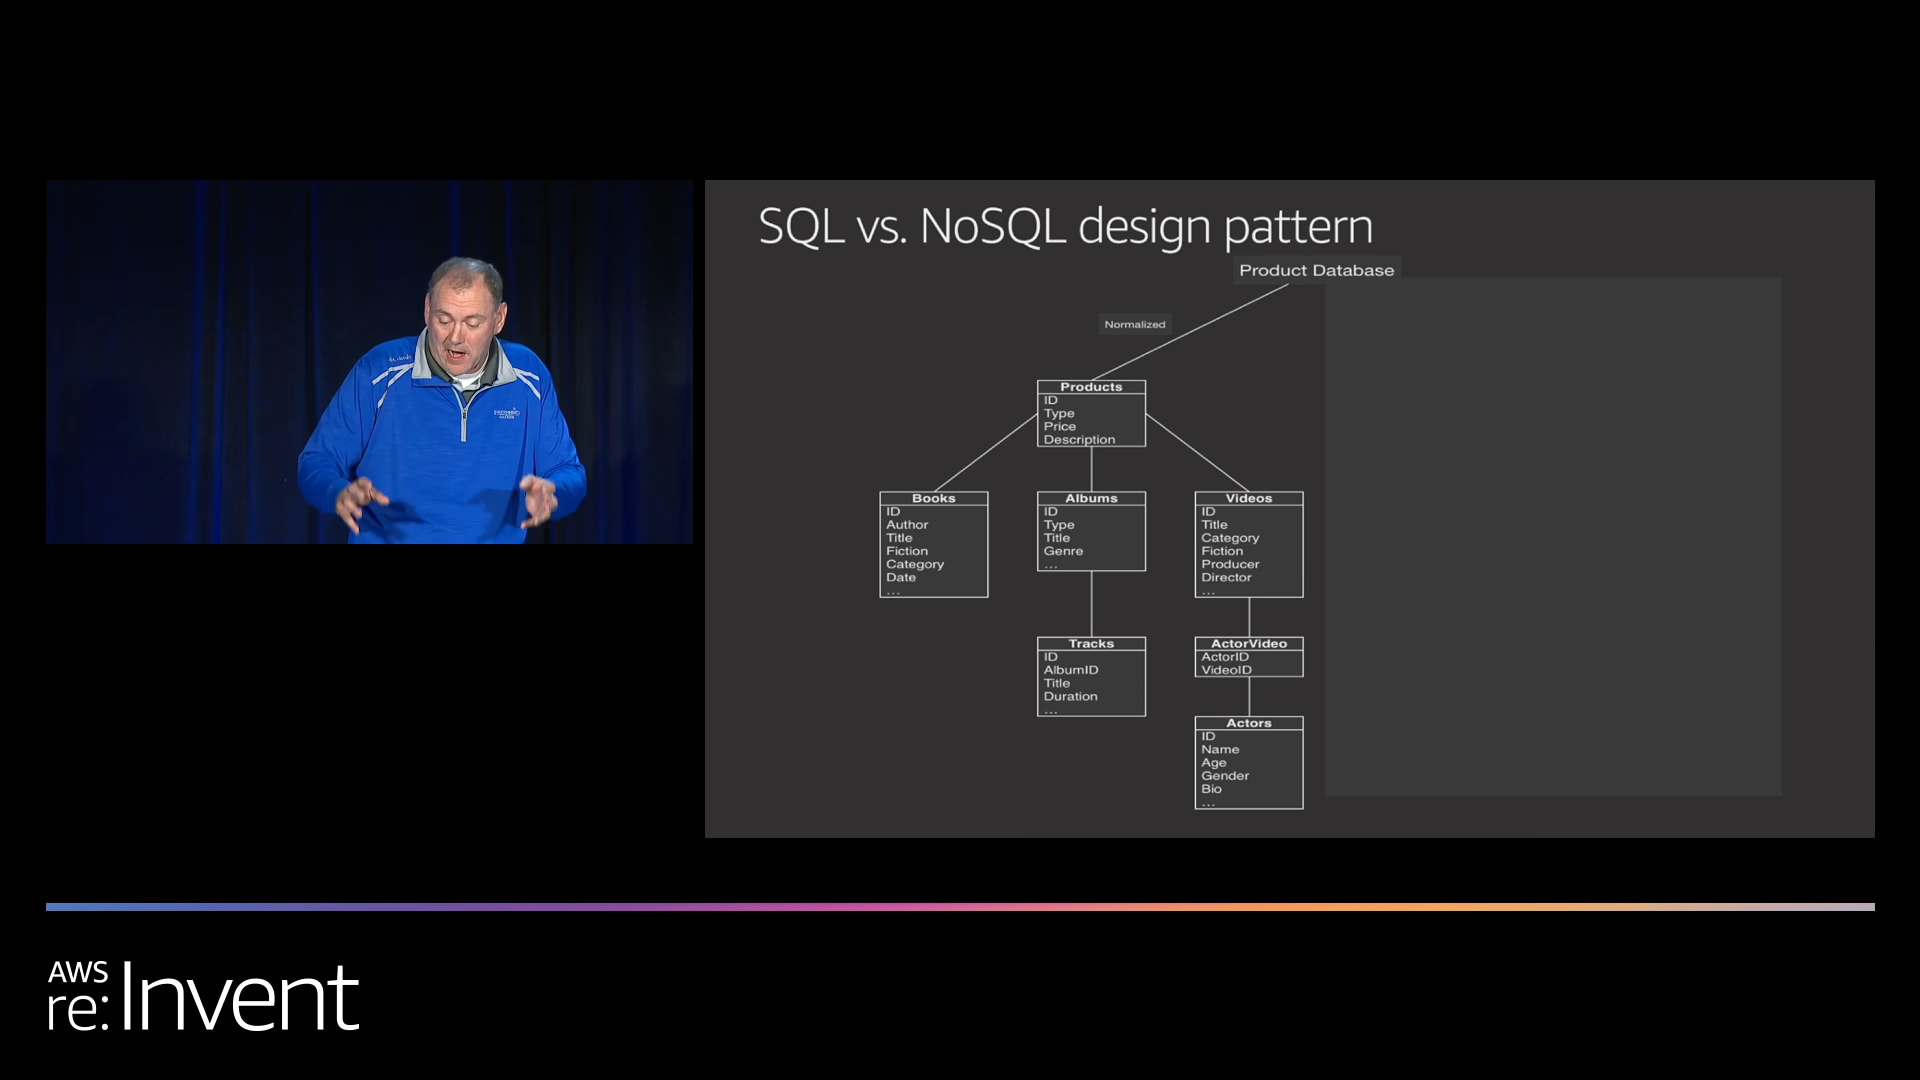 SQL vs. NoSQL design pattern
Product Database
Normalized
Products
ID
Type
Price
Description
Books
ID
Author
Title
Fiction
Category
Date
...
Albums
ID
Type
Title
Genre
...
Videos
ID
Title
Category
Fiction
Producer
Director
...
Tracks
ID
AlbumID
Title
Duration
...
ActorVideo
ActorID
VideoID
Actors
ID
Name
Age
Gender
Bio
...
AWS
re:Invent